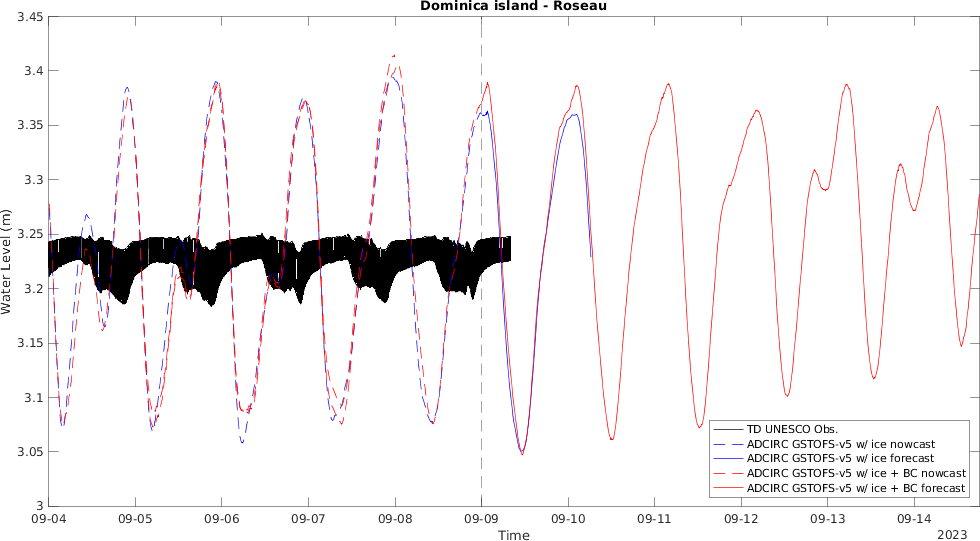 Dominica island - Roseau
3.45
3.4
3.35
3.3
3.25
3.2
3.15
3.1
3.05
3
Water Level (m)
TD UNESCO Obs.
ADCIRC GSTOFS-v5 w/ ice nowcast
ADCIRC GSTOFS-v5 w/ ice forecast
ADCIRC GSTOFS-v5 w/ ice + BC nowcast
ADCIRC GSTOFS-v5 w/ ice + BC forecast
09-04 09-05 09-06 09-07 09-08 09-09 09-10 09-11 09-12 09-13 09-14
Time
2023